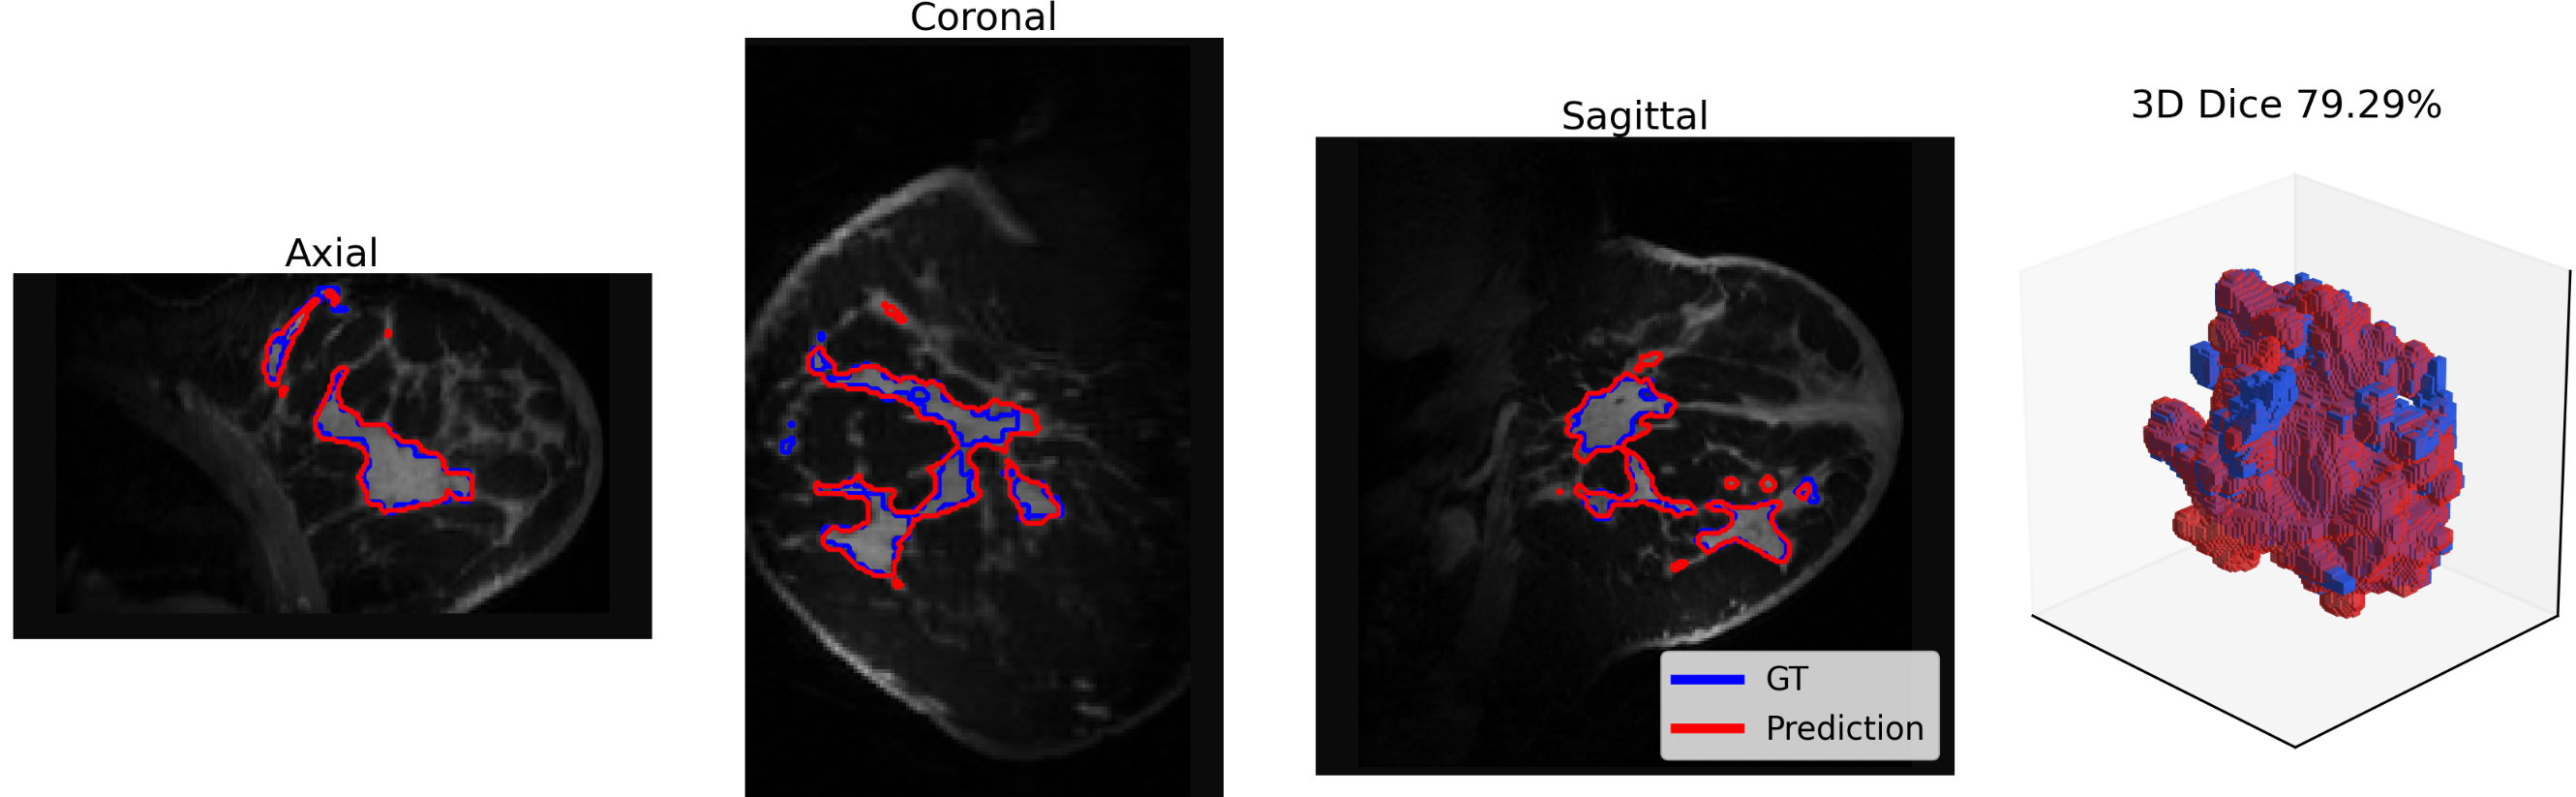 Axial
Coronal
Sagittal
3D Dice 79.29%
GT
Prediction